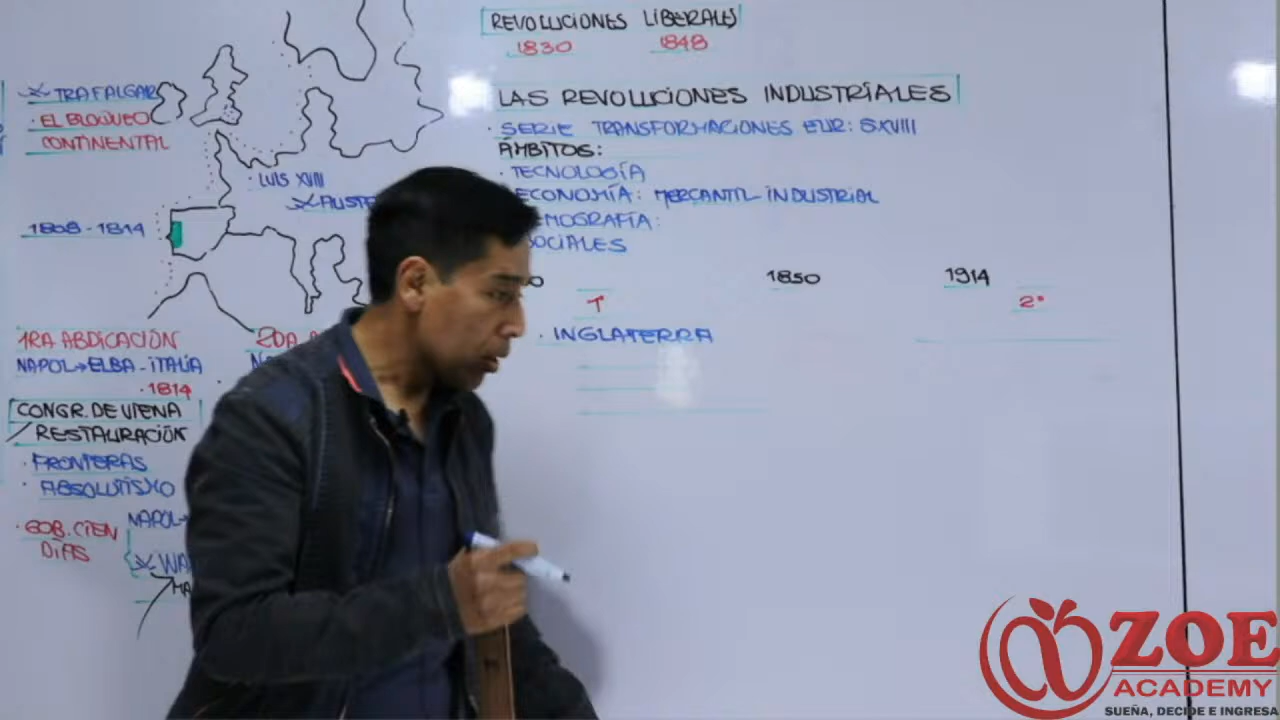 REVOLUCIONES LIBERALES
1830 1848
TRAFALGAR
EL BLOQUEO
CONTINENTAL
LAS REVOLUCIONES INDUSTRIALES
· SERIE TRANSFORMACIONES EUR: S.XVIII
ÁMBITOS:
· TECNOLOGÍA
ECONOMÍA: MERCANTIL-INDUSTRIAL
SOCIALES
· LUIS XVIII
1808-1814
1850 1914
1° 2°
· INGLATERRA
1RA ABDICACIÓN
2DA
NAPOL→ELBA-ITALIA
· 1814
CONGR. DE VIENA
/RESTAURACIÓN
· FRONTERAS
· ABSOLUTISMO
· GOB. CIEN
DÍAS
NAPOL→
ZOE
ACADEMY
SUEÑA, DECIDE E INGRESA